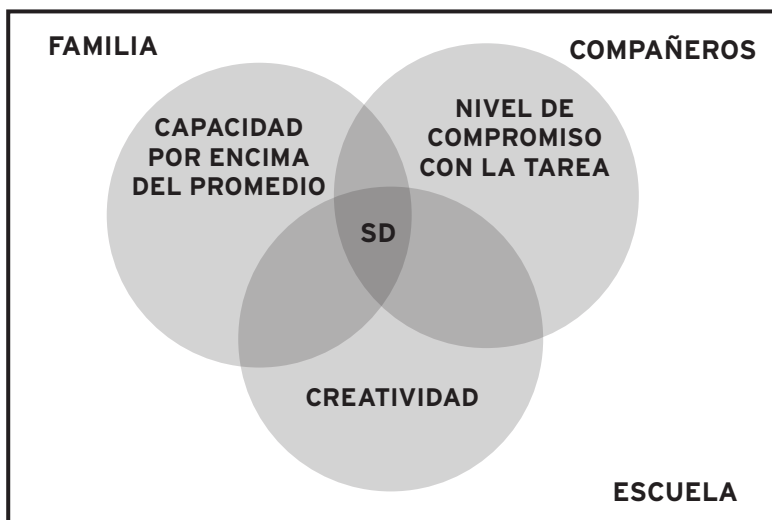 FAMILIA
COMPAÑEROS
CAPACIDAD
POR ENCIMA
DEL PROMEDIO
NIVEL DE
COMPROMISO
CON LA TAREA
SD
CREATIVIDAD
ESCUELA